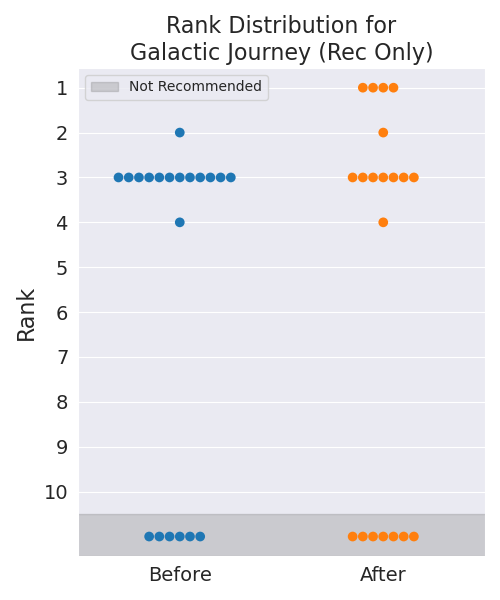 Rank Distribution for
Galactic Journey (Rec Only)
Not Recommended
1
2
3
4
5
6
7
8
9
10
Rank
Before
After